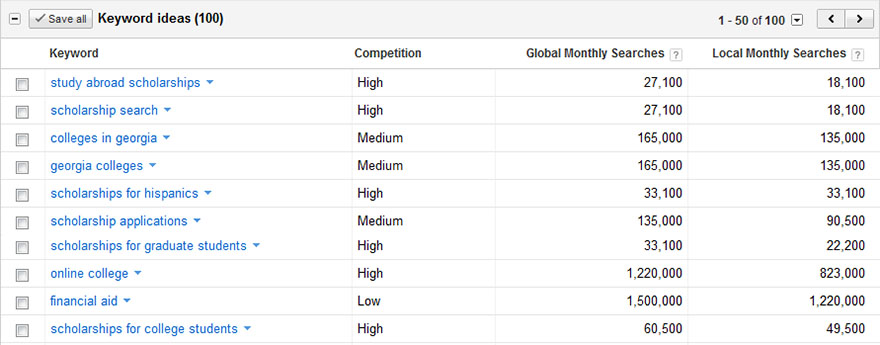 Save all Keyword ideas (100) 1 - 50 of 100
Keyword Competition Global Monthly Searches ? Local Monthly Searches ?
study abroad scholarships High 27,100 18,100
scholarship search High 27,100 18,100
colleges in georgia Medium 165,000 135,000
georgia colleges Medium 165,000 135,000
scholarships for hispanics High 33,100 33,100
scholarship applications Medium 135,000 90,500
scholarships for graduate students High 33,100 22,200
online college High 1,220,000 823,000
financial aid Low 1,500,000 1,220,000
scholarships for college students High 60,500 49,500